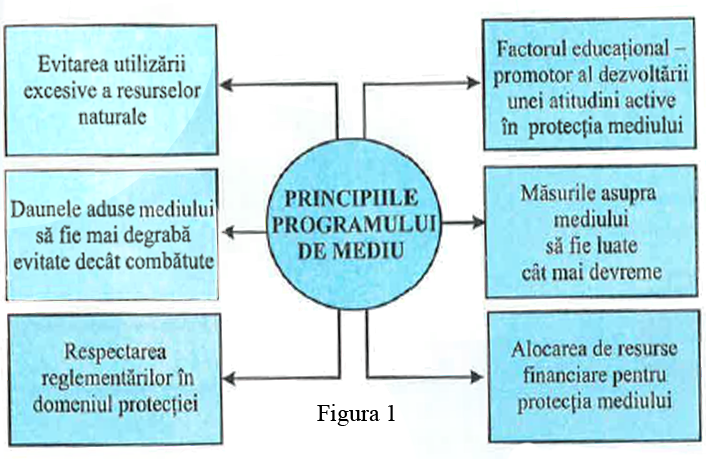 Evitarea utilizării
excesive a resurselor
naturale
Factorul educațional –
promotor al dezvoltării
unei atitudini active
în protecția mediului
PRINCIPIILE
PROGRAMULUI
DE MEDIU
Daunele aduse mediului
să fie mai degrabă
evitate decât combătute
Măsurile asupra
mediului
să fie luate
cât mai devreme
Respectarea
reglementărilor în
domeniul protecției
Alocarea de resurse
financiare pentru
protecția mediului
Figura 1